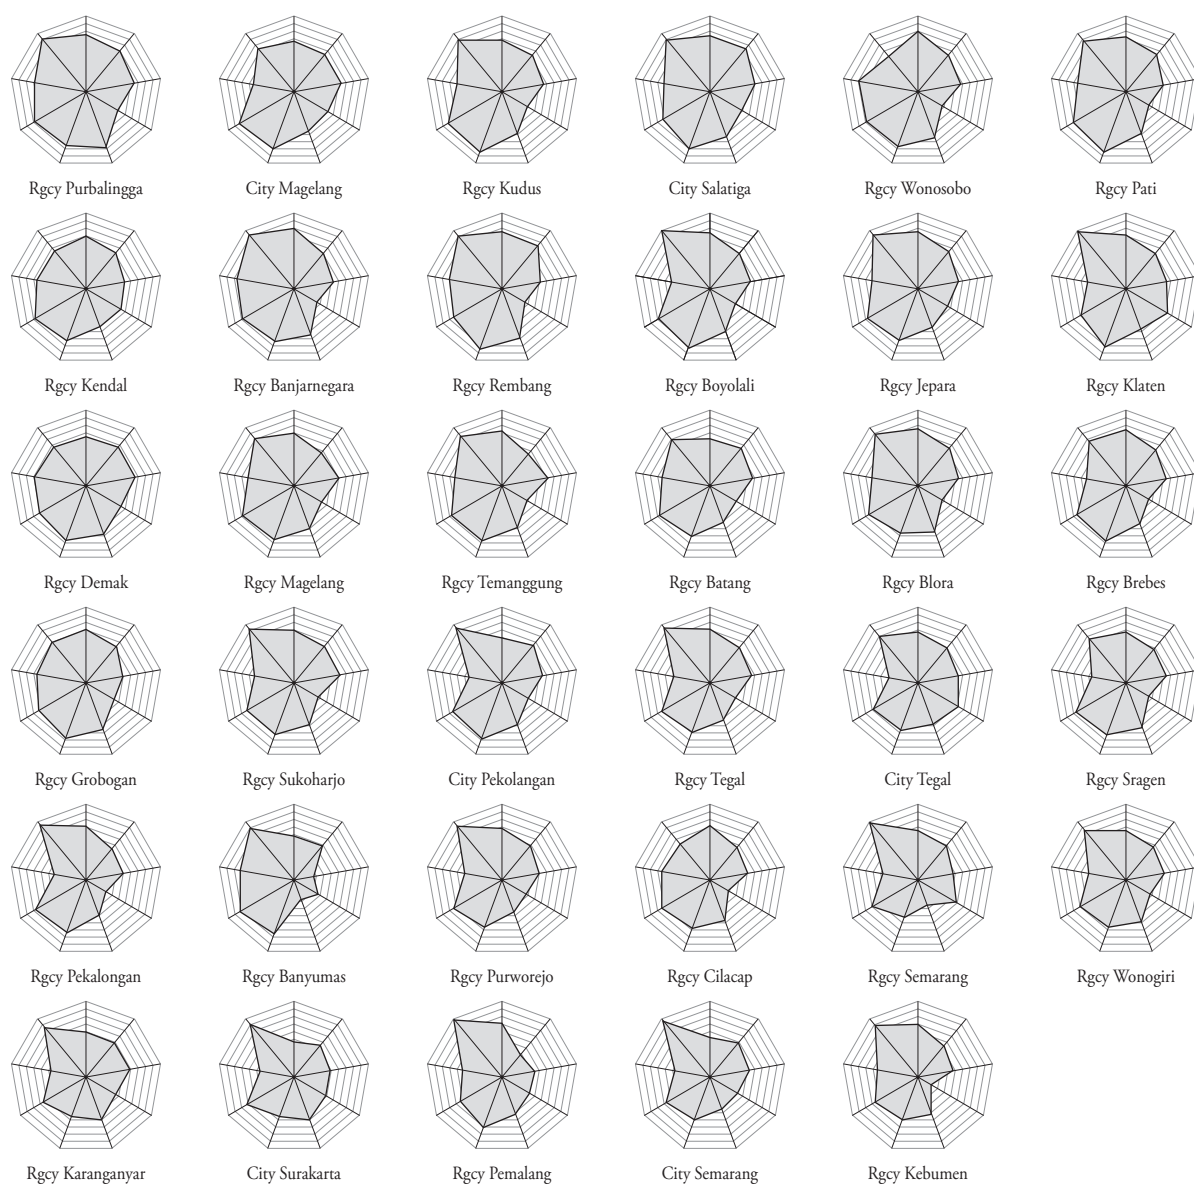 Rgcy Purbalingga City Magelang Rgcy Kudus City Salatiga Rgcy Wonosobo Rgcy Pati
Rgcy Kendal Rgcy Banjarnegara Rgcy Rembang Rgcy Boyolali Rgcy Jepara Rgcy Klaten
Rgcy Demak Rgcy Magelang Rgcy Temanggung Rgcy Batang Rgcy Blora Rgcy Brebes
Rgcy Grobogan Rgcy Sukoharjo City Pekolangan Rgcy Tegal City Tegal Rgcy Sragen
Rgcy Pekalongan Rgcy Banyumas Rgcy Purworejo Rgcy Cilacap Rgcy Semarang Rgcy Wonogiri
Rgcy Karanganyar City Surakarta Rgcy Pemalang City Semarang Rgcy Kebumen